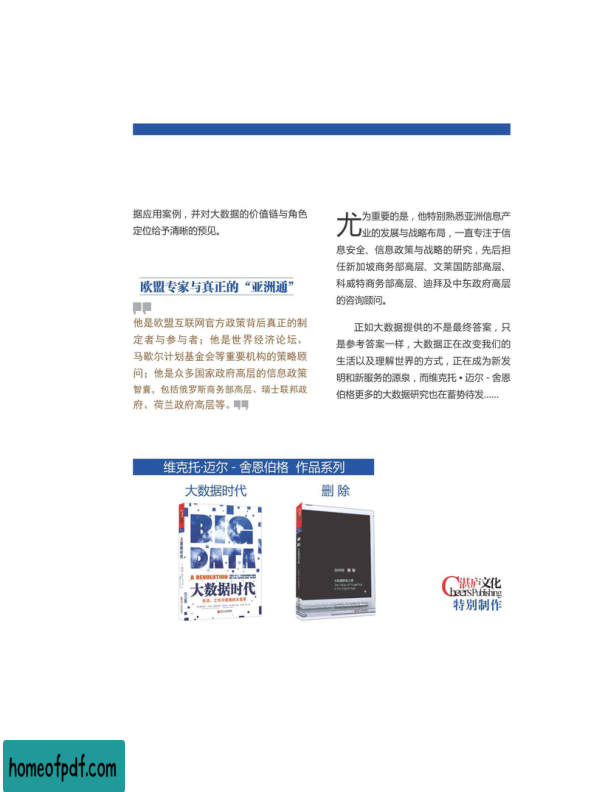 据应用案例，并对大数据的价值链与角色
定位给予清晰的预见。
欧盟专家与真正的“亚洲通”
他是欧盟互联网官方政策背后真正的制
定者与参与者；他是世界经济论坛、
马歇尔计划基金会等重要机构的策略顾
问；他是众多国家政府高层的信息政策
智囊，包括俄罗斯商务部高层、瑞士联邦政
府、荷兰政府高层等。
尤为重要的是，他特别熟悉亚洲信息产
业的发展与战略布局，一直专注于信
息安全、信息政策与战略的研究，先后担
任新加坡商务部高层、文莱国防部高层、
科威特商务部高层、迪拜及中东政府高层
的咨询顾问。
正如大数据提供的不是最终答案，只
是参考答案一样，大数据正在改变我们的
生活以及理解世界的方式，正在成为新发
明和新服务的源泉，而维克托·迈尔-舍恩
伯格更多的大数据研究也在蓄势待发......
维克托·迈尔-舍恩伯格 作品系列
大数据时代
删除
大数据时代
BIG
DATA
A REVOLUTION
大数据时代
湛庐文化
Cheers Publishing
特别制作
homeofpdf.com